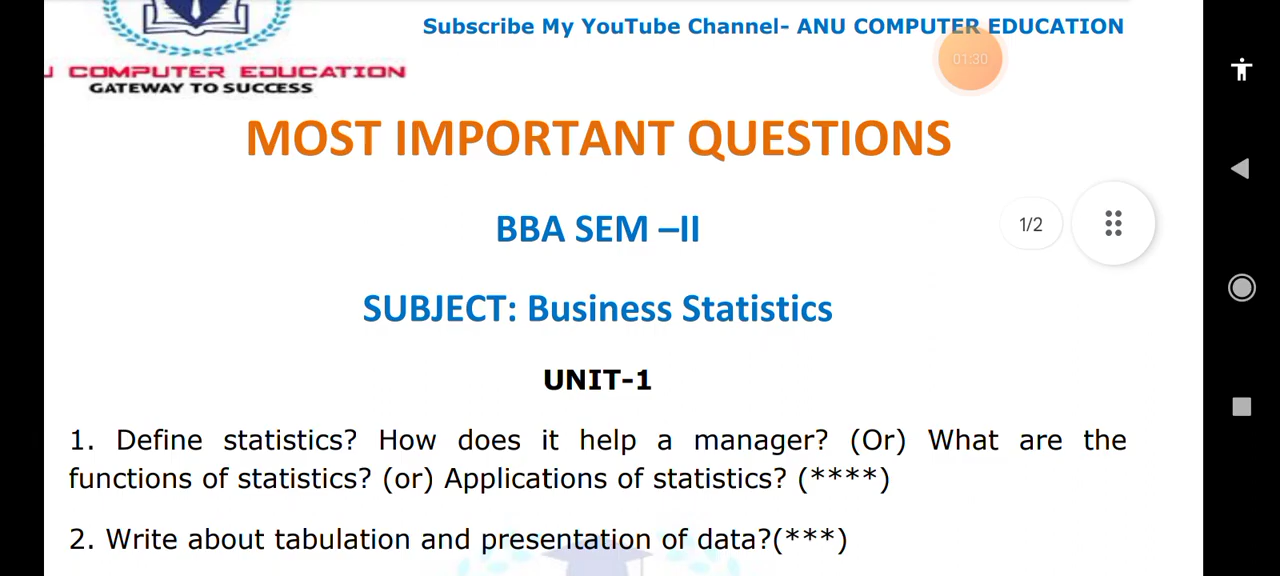 Subscribe My YouTube Channel- ANU COMPUTER EDUCATION
01:30
COMPUTER EDUCATION
GATEWAY TO SUCCESS
MOST IMPORTANT QUESTIONS
BBA SEM –II
1/2
SUBJECT: Business Statistics
UNIT-1
1. Define statistics? How does it help a manager? (Or) What are the
functions of statistics? (or) Applications of statistics? (****)
2. Write about tabulation and presentation of data?(***)